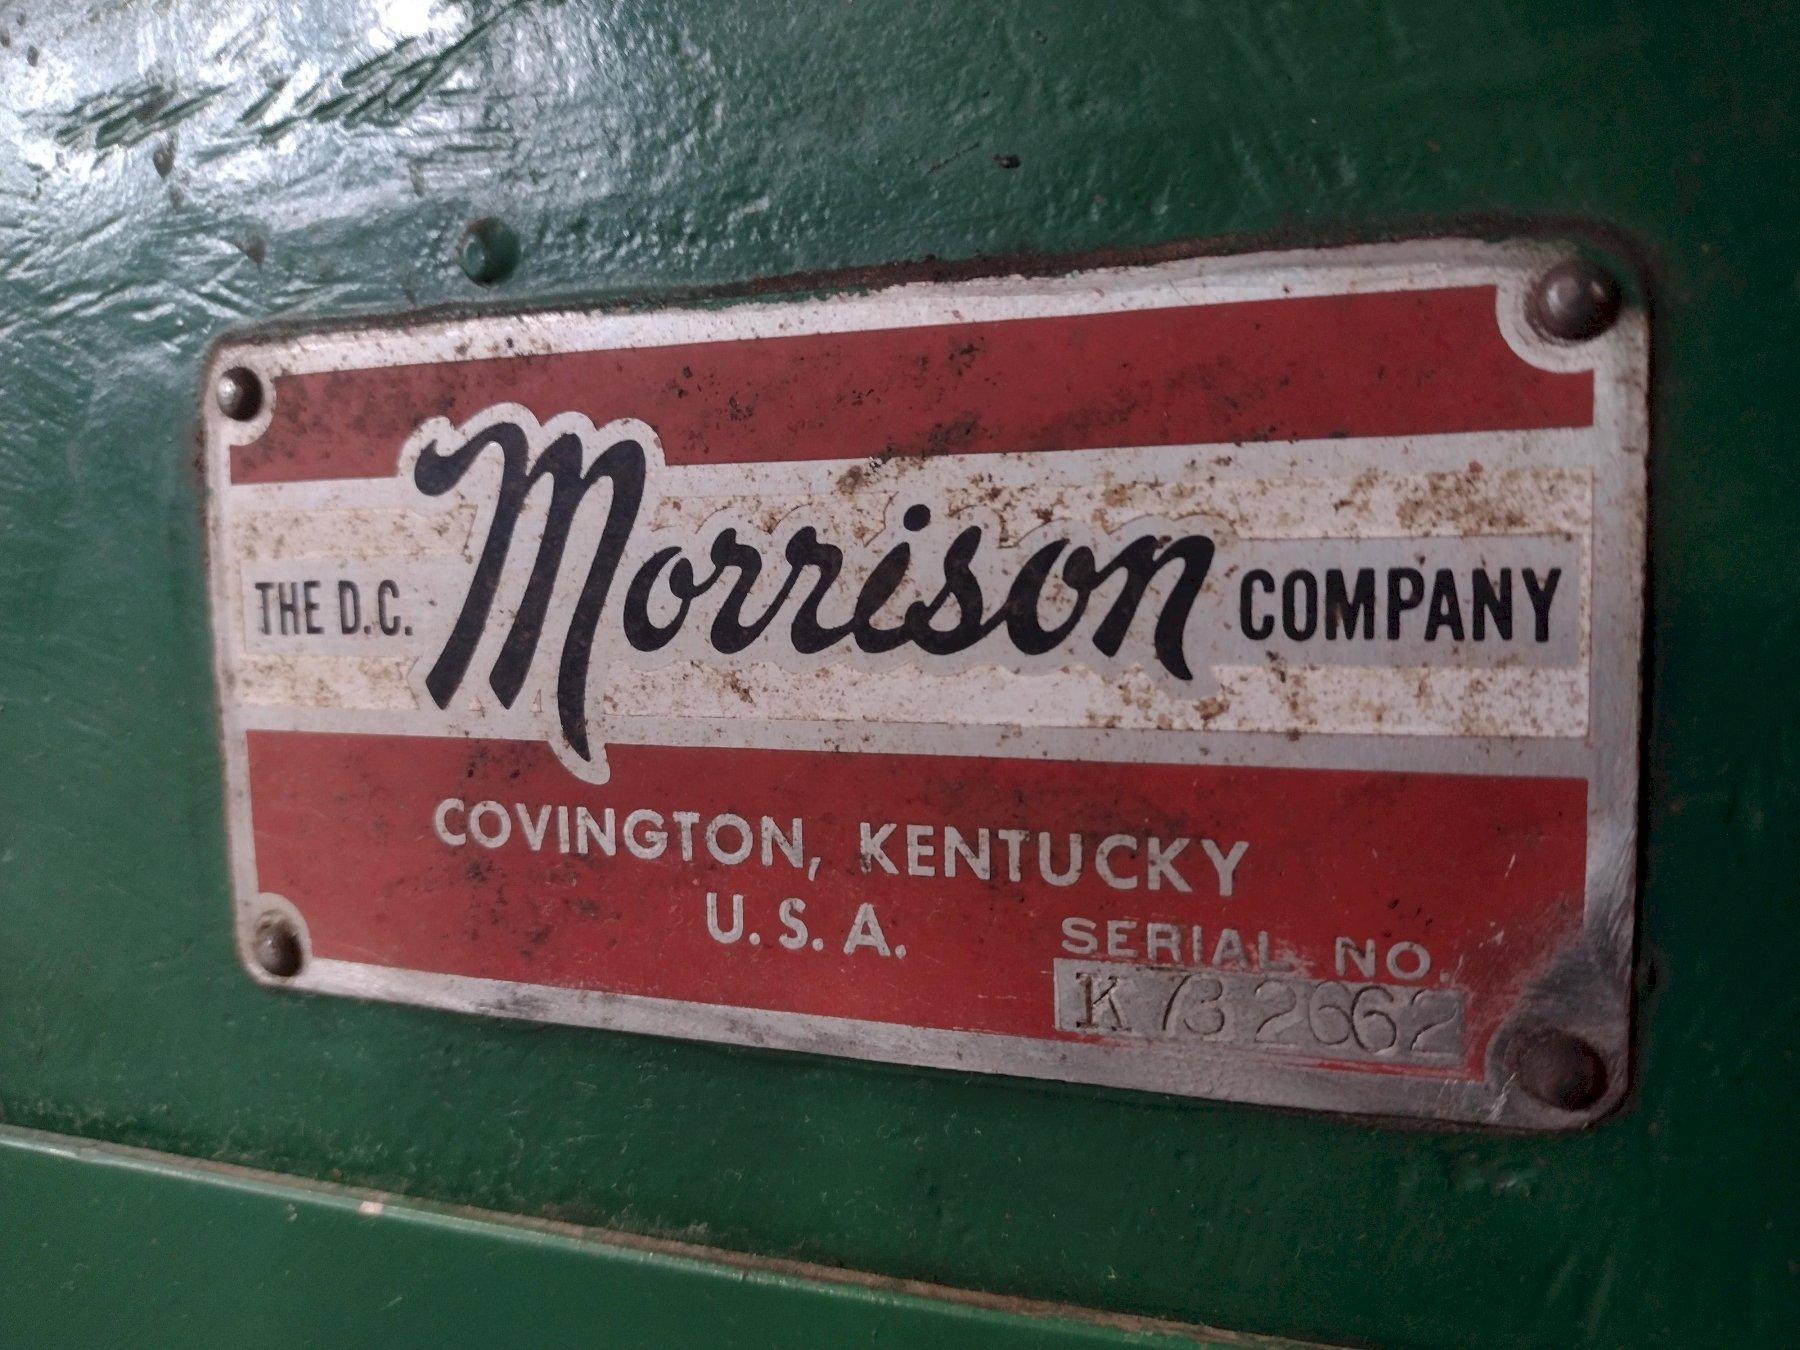 THE D.C. Morrison COMPANY
COVINGTON, KENTUCKY
U.S.A.
SERIAL NO.
K 73 2662